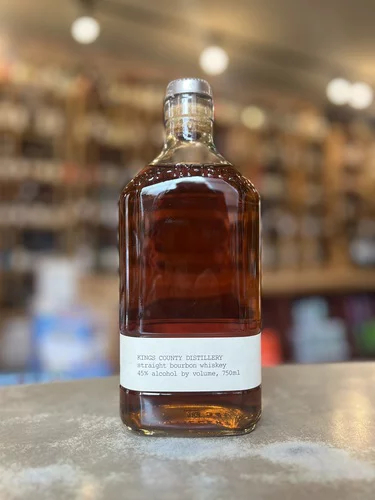 KINGS COUNTY DISTILLERY
straight bourbon whiskey
45% alcohol by volume, 750ml